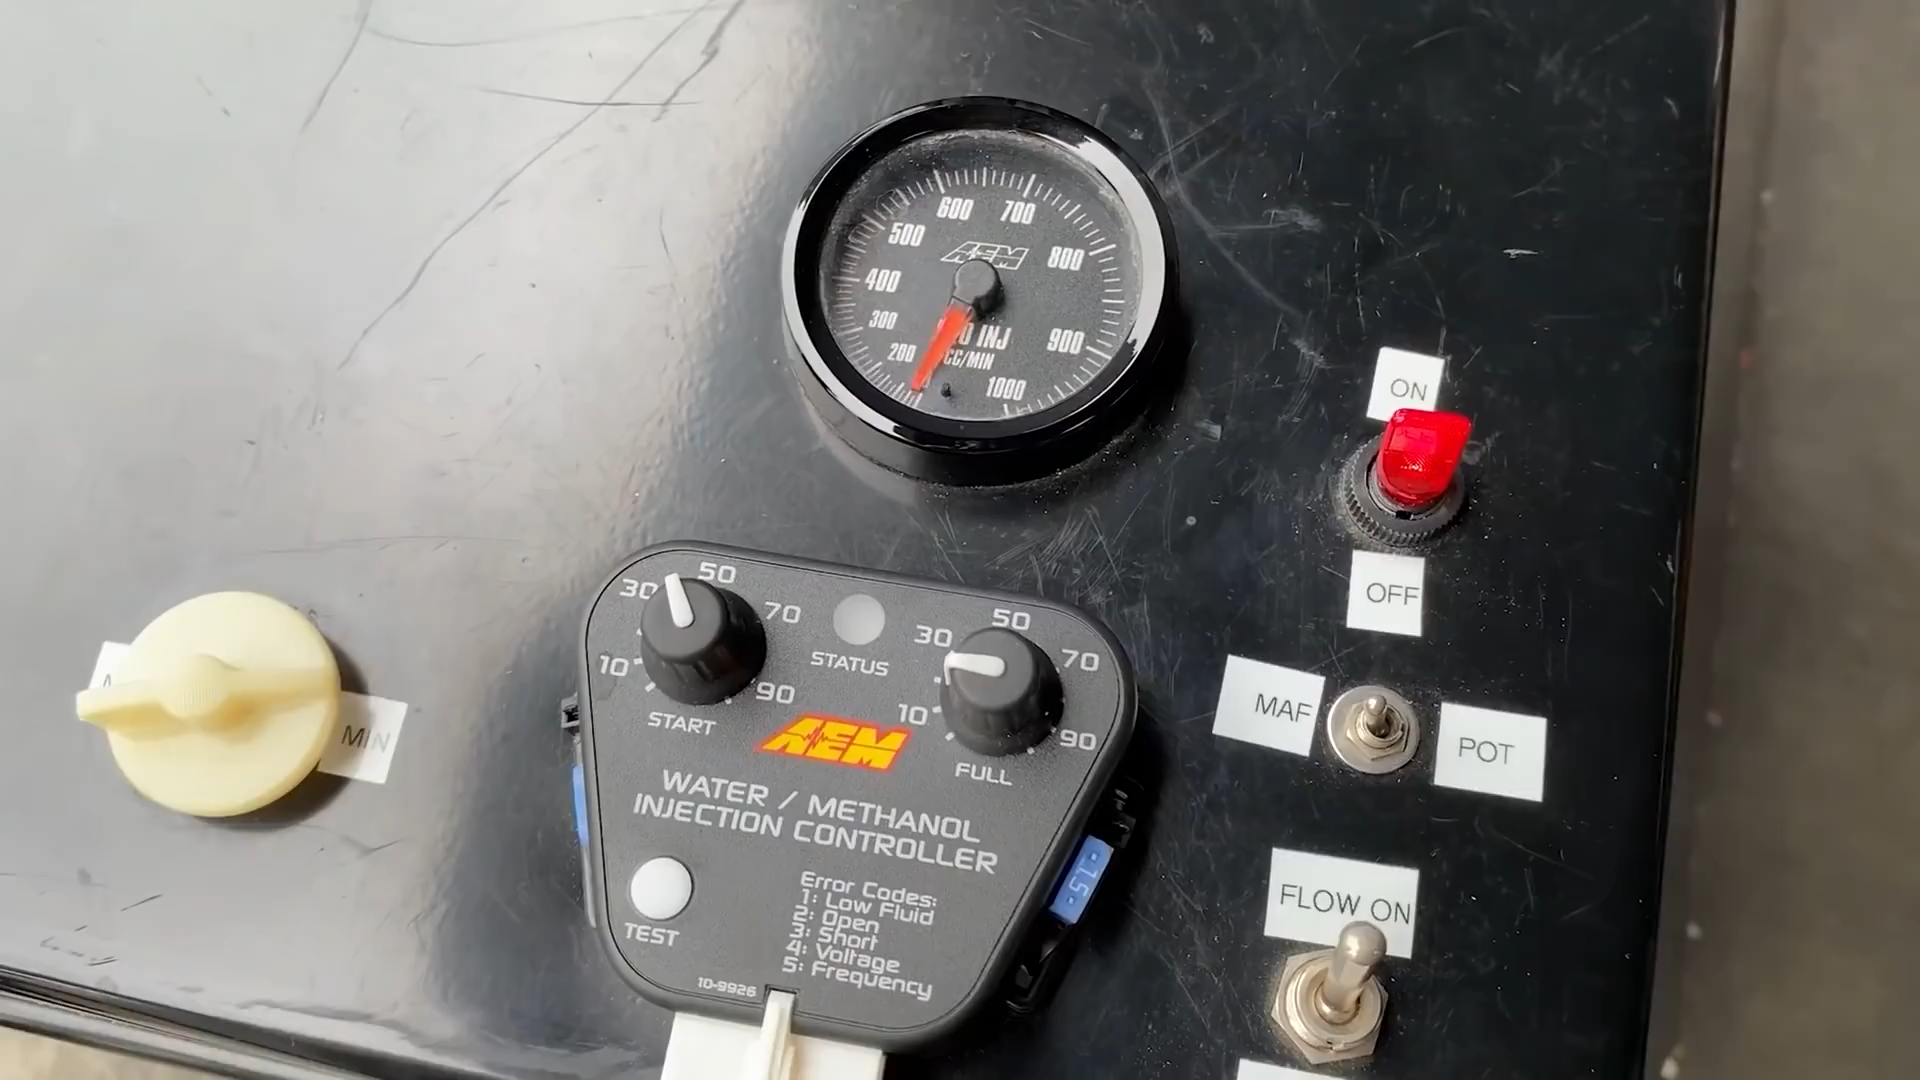 600 700
500
AEM
800
400
300
INJ
900
200
CC/MIN
1000
ON
OFF
MAF
POT
FLOW ON
MIN
30 50 70
10
90
START
STATUS
30 50 70
10
90
FULL
AEM
WATER / METHANOL
INJECTION CONTROLLER
TEST
Error Codes:
1: Low Fluid
2: Open
3: Short
4: Voltage
5: Frequency
10-9926
7.5